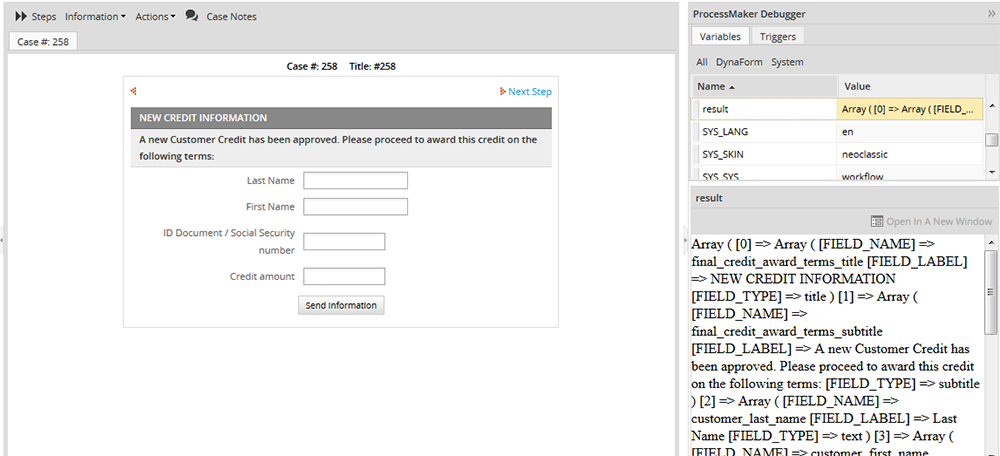 Steps Information Actions Case Notes
Case #: 258
Case #: 258 Title: #258
Next Step
NEW CREDIT INFORMATION
A new Customer Credit has been approved. Please proceed to award this credit on the
following terms:
Last Name
First Name
ID Document / Social Security
number
Credit amount
Send Information
ProcessMaker Debugger
Variables Triggers
All DynaForm System
Name Value
result Array ( [0] => Array ( [FIELD_...
SYS_LANG en
SYS_SKIN neoclassic
SYS_SYS workflow
result
Open In A New Window
Array ( [0] => Array ( [FIELD_NAME] =>
final_credit_award_terms_title [FIELD_LABEL]
=> NEW CREDIT INFORMATION
[FIELD_TYPE] => title ) [1] => Array (
[FIELD_NAME] =>
final_credit_award_terms_subtitle
[FIELD_LABEL] => A new Customer Credit has
been approved. Please proceed to award this credit
on the following terms: [FIELD_TYPE] => subtitle
) [2] => Array ( [FIELD_NAME] =>
customer_last_name [FIELD_LABEL] => Last
Name [FIELD_TYPE] => text ) [3] => Array (
[FIELD_NAME] => customer_first_name